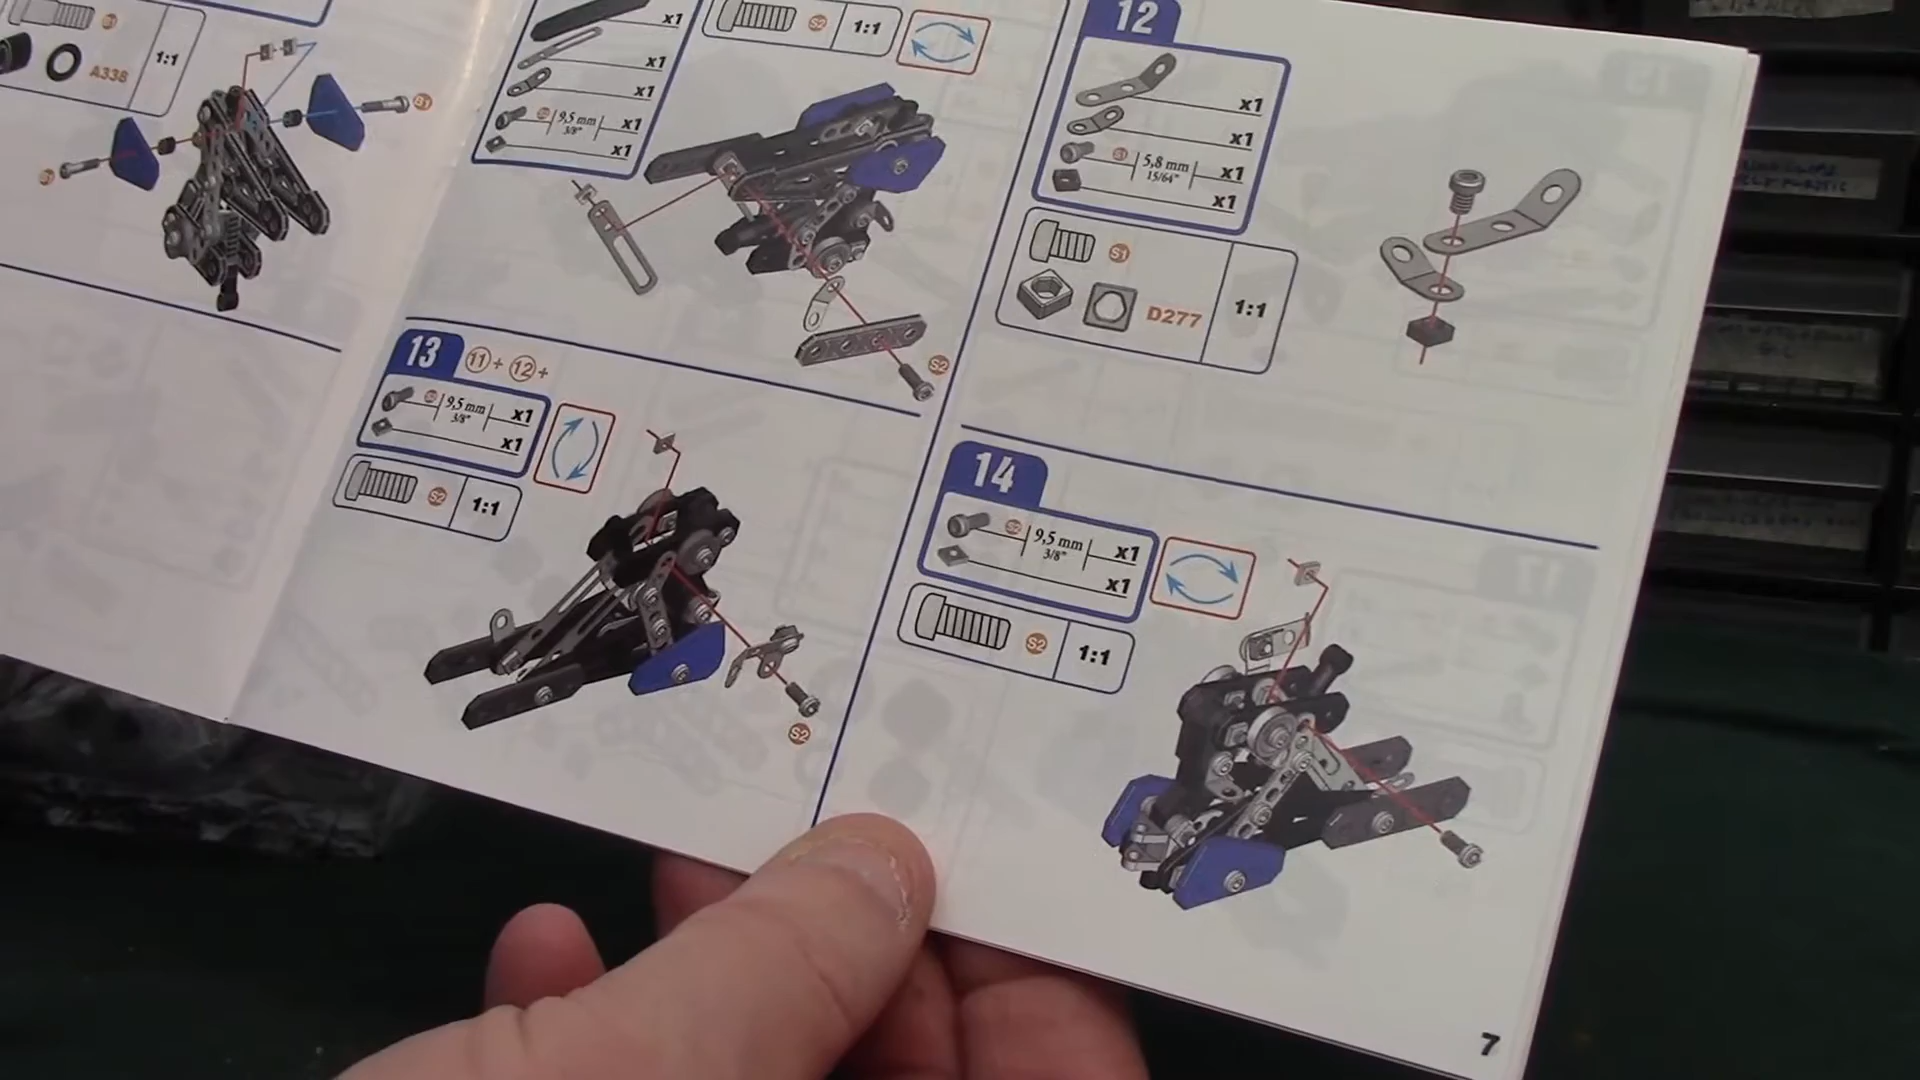 B1
A338
1:1
B1
B1
x1
x1
x1
9,5 mm
3/8"
x1
x1
S2
1:1
S2
12
x1
x1
S1
5,8 mm
15/64"
x1
x1
S1
D277
1:1
13
11 + 12 +
S2
9,5 mm
3/8"
x1
x1
S2
1:1
S2
14
S2
9,5 mm
3/8"
x1
x1
S2
1:1
7